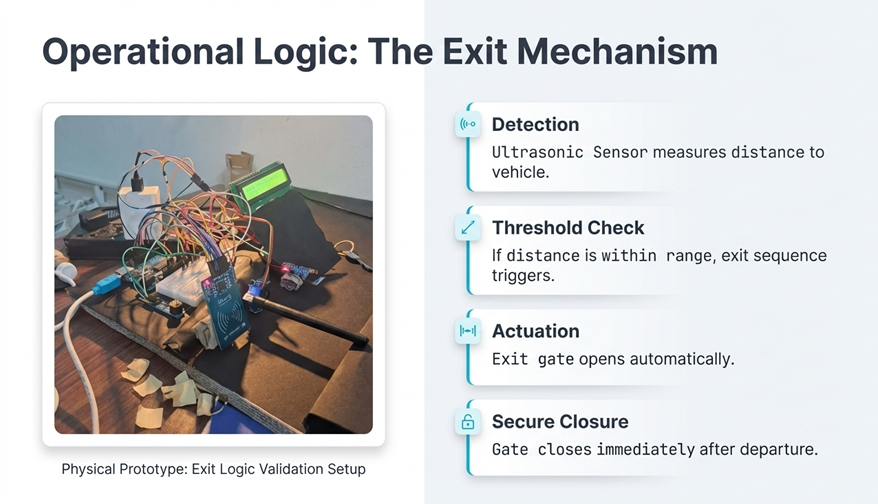 Operational Logic: The Exit Mechanism
Detection
Ultrasonic Sensor measures distance to
vehicle.
Threshold Check
If distance is within range, exit sequence
triggers.
Actuation
Exit gate opens automatically.
Secure Closure
Gate closes immediately after departure.
Physical Prototype: Exit Logic Validation Setup